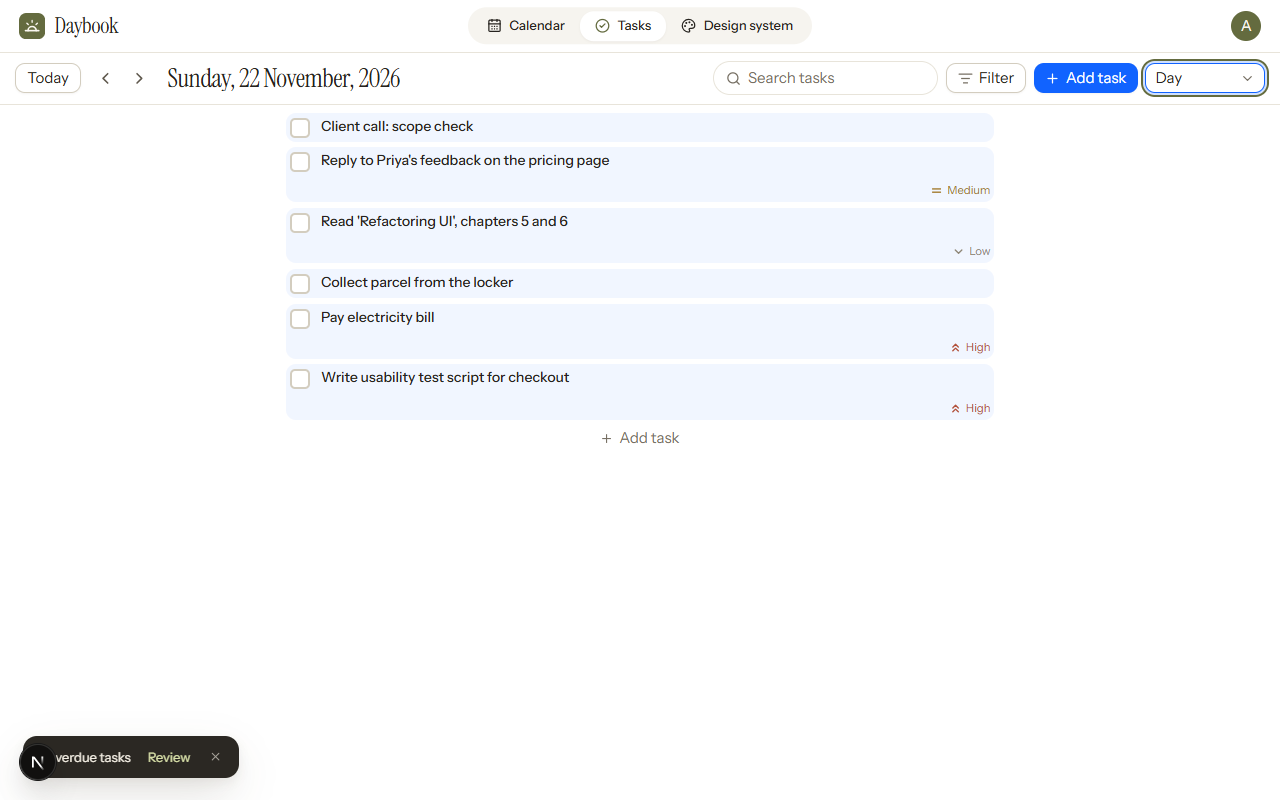 Daybook
Calendar
Tasks
Design system
A
Today
Sunday, 22 November, 2026
Search tasks
Filter
+ Add task
Day
Client call: scope check
Reply to Priya's feedback on the pricing page
Medium
Read 'Refactoring UI', chapters 5 and 6
Low
Collect parcel from the locker
Pay electricity bill
High
Write usability test script for checkout
High
+ Add task
N
tasks
Review